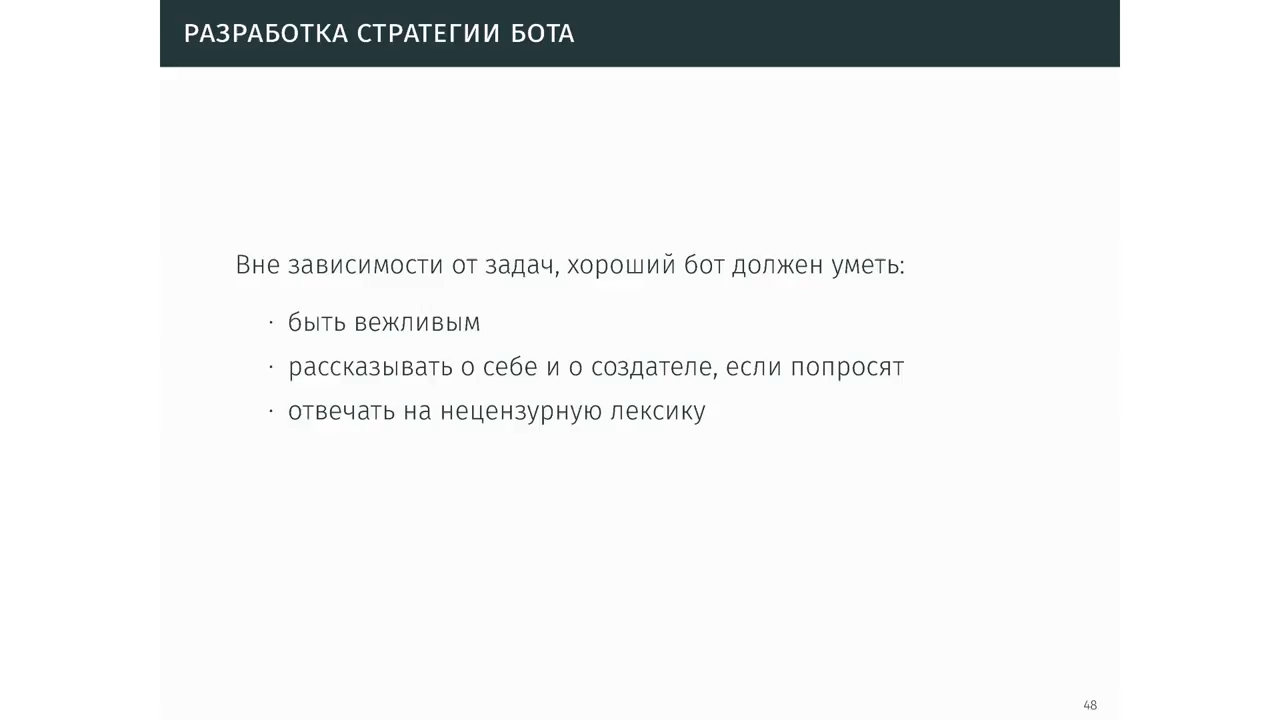 РАЗРАБОТКА СТРАТЕГИИ БОТА
Вне зависимости от задач, хороший бот должен уметь:
· быть вежливым
· рассказывать о себе и о создателе, если попросят
· отвечать на нецензурную лексику
48